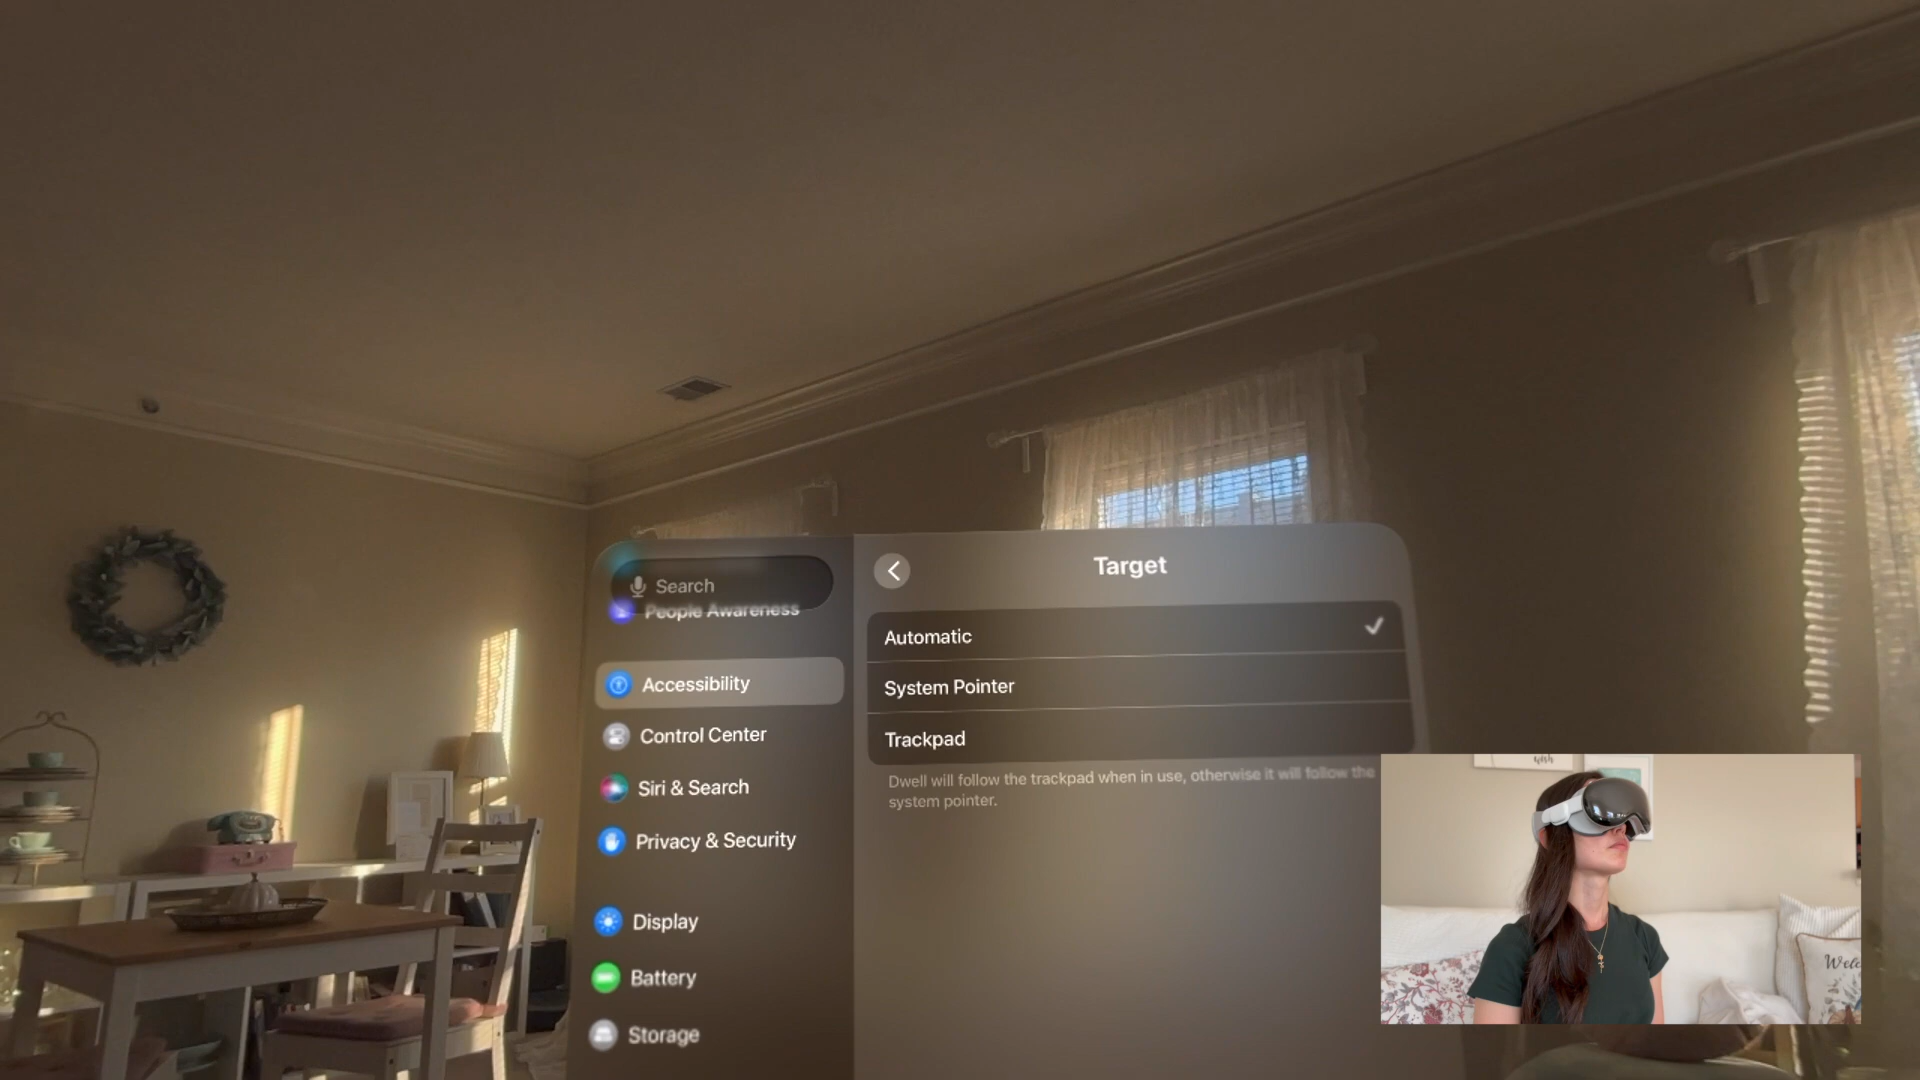 Search
People Awareness
Accessibility
Control Center
Siri & Search
Privacy & Security
Display
Battery
Storage
Target
Automatic
System Pointer
Trackpad
Dwell will follow the trackpad when in use, otherwise it will follow the
system pointer.
wish